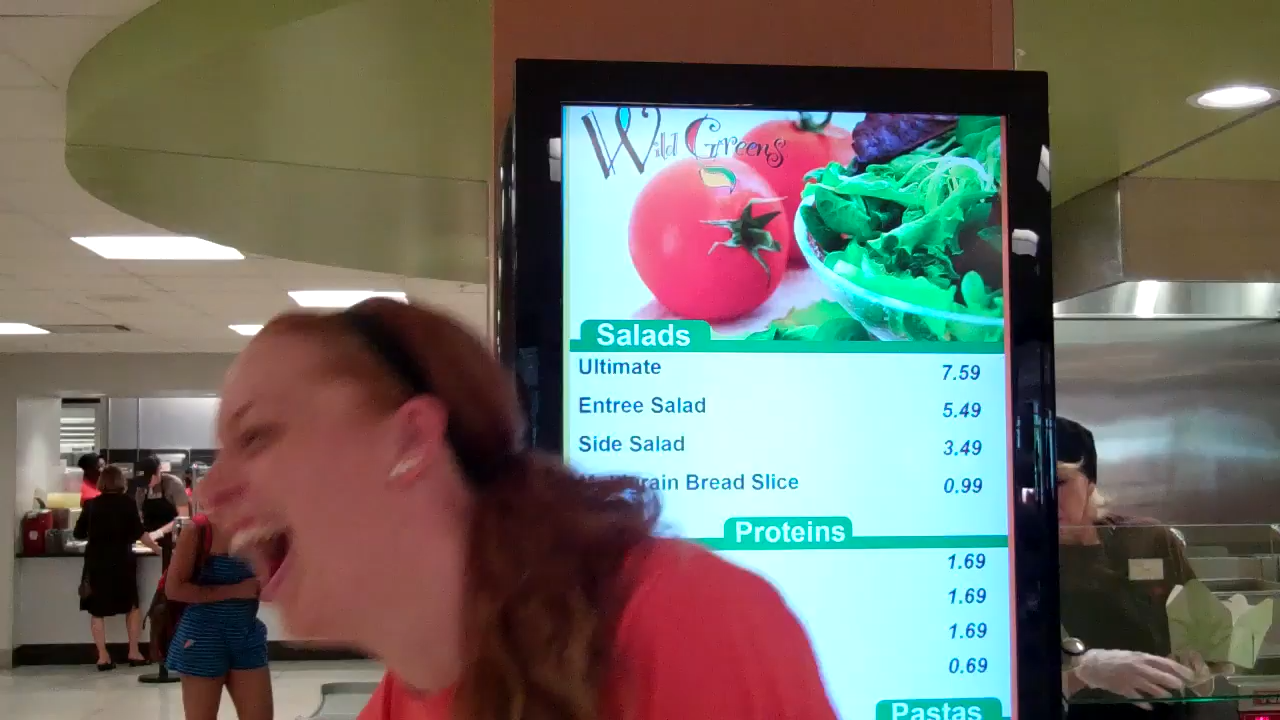 Wild Greens
Salads
Ultimate 7.59
Entree Salad 5.49
Side Salad 3.49
Bread Slice 0.99
Proteins
1.69
1.69
1.69
0.69
Pastas